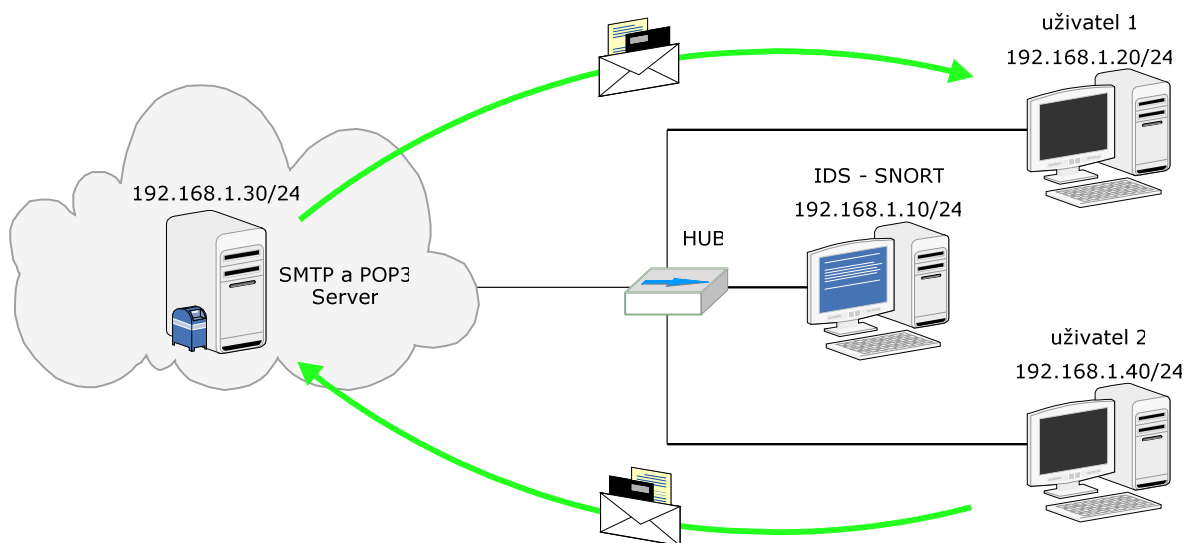 uživatel 1
192.168.1.20/24
192.168.1.30/24
SMTP a POP3
Server
HUB
IDS - SNORT
192.168.1.10/24
uživatel 2
192.168.1.40/24